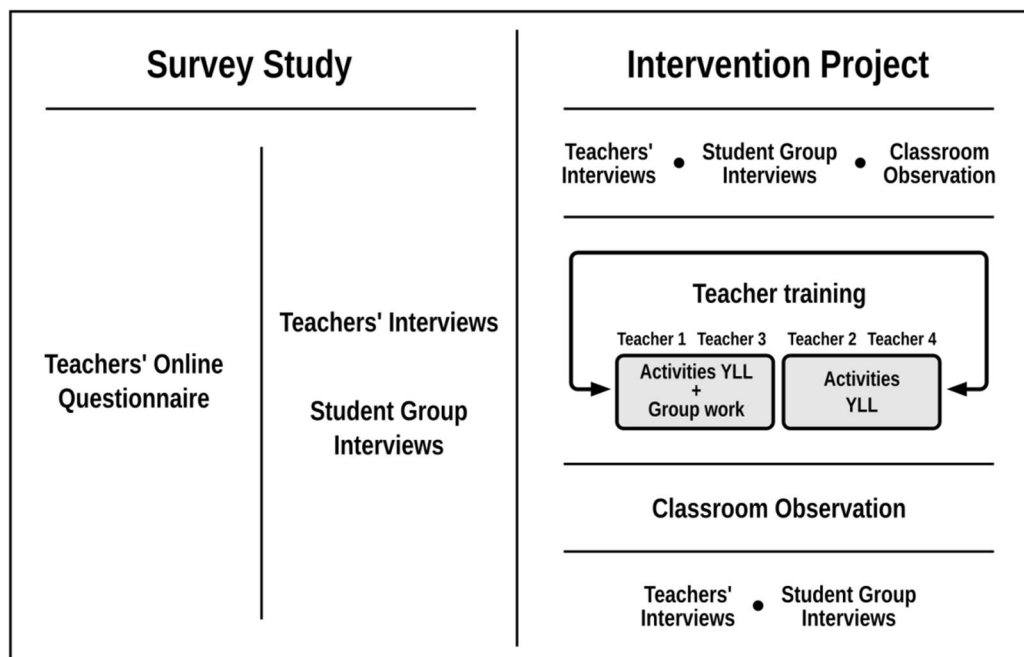 Survey Study
Teachers' Online
Questionnaire
Teachers' Interviews
Student Group
Interviews
Intervention Project
Teachers'
Interviews
•
Student Group
Interviews
•
Classroom
Observation
Teacher training
Teacher 1 Teacher 3
Activities YLL
+
Group work
Teacher 2 Teacher 4
Activities
YLL
Classroom Observation
Teachers'
Interviews
•
Student Group
Interviews